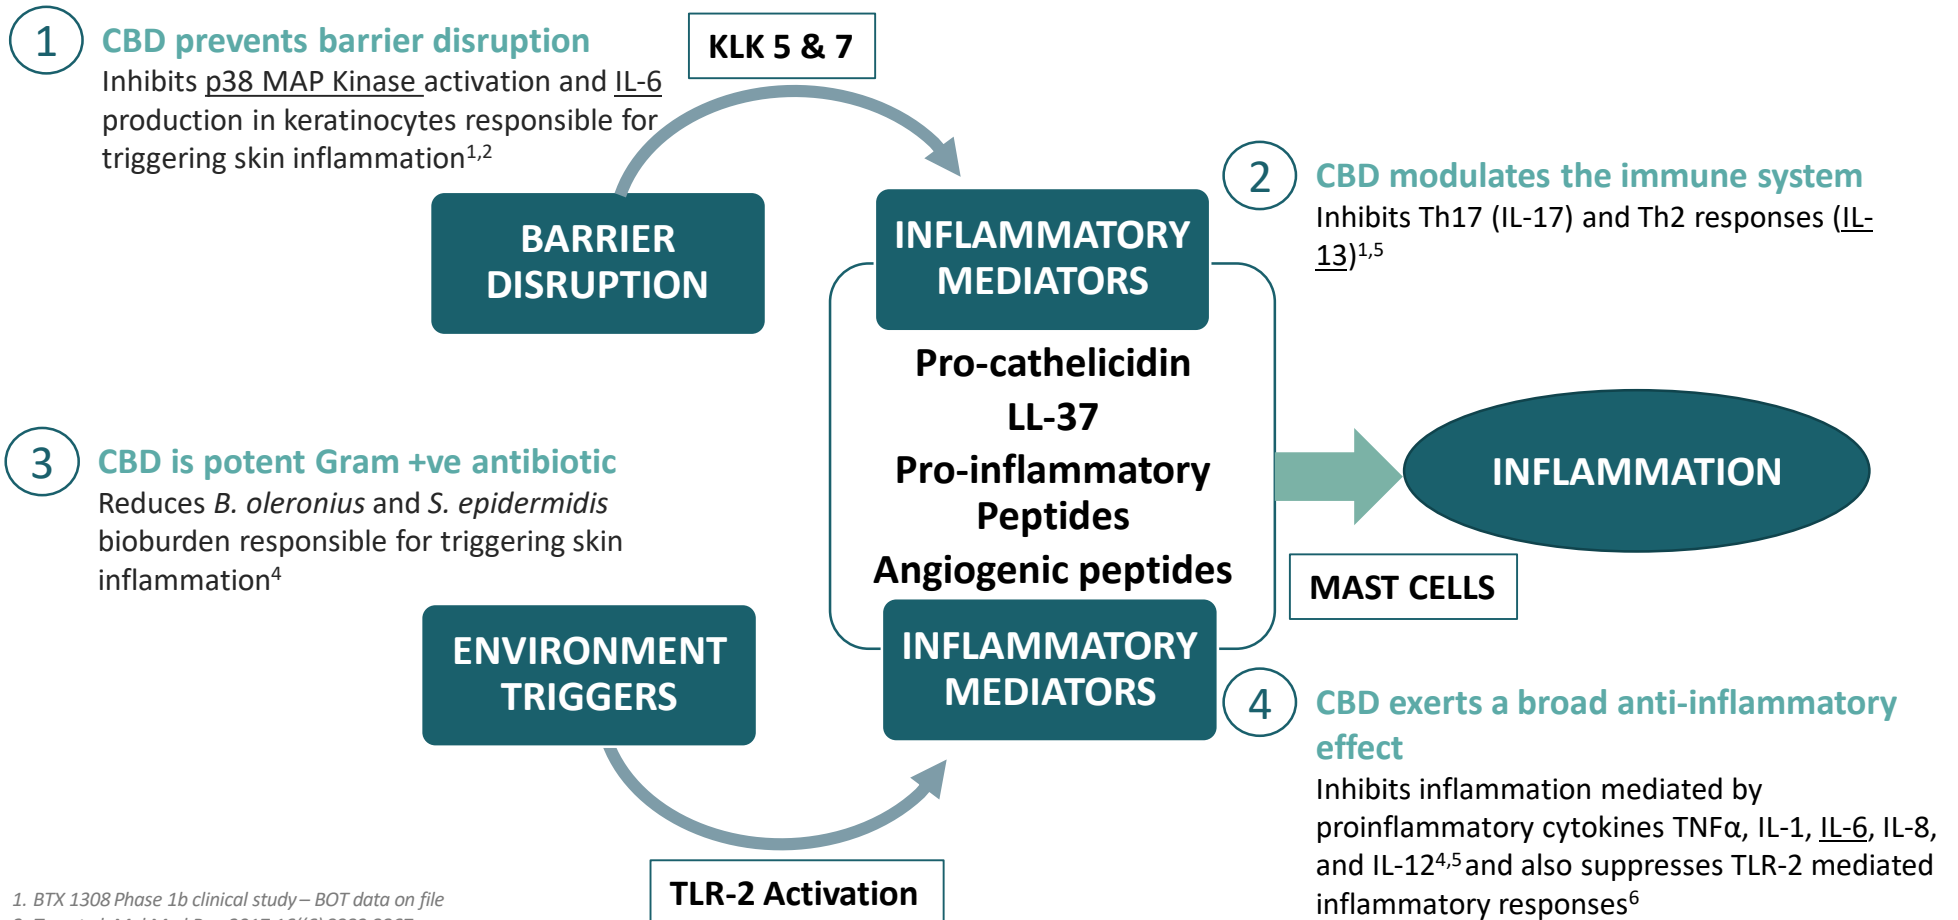 1
CBD prevents barrier disruption
Inhibits p38 MAP Kinase activation and IL-6
production in keratinocytes responsible for
triggering skin inflammation1,2
KLK 5 & 7
BARRIER
DISRUPTION
INFLAMMATORY
MEDIATORS
2
CBD modulates the immune system
Inhibits Th17 (IL-17) and Th2 responses (IL-
13)1,5
Pro-cathelicidin
LL-37
Pro-inflammatory
Peptides
Angiogenic peptides
INFLAMMATION
MAST CELLS
3
CBD is potent Gram +ve antibiotic
Reduces B. oleronius and S. epidermidis
bioburden responsible for triggering skin
inflammation4
ENVIRONMENT
TRIGGERS
INFLAMMATORY
MEDIATORS
4
CBD exerts a broad anti-inflammatory
effect
Inhibits inflammation mediated by
proinflammatory cytokines TNFα, IL-1, IL-6, IL-8,
and IL-124,5 and also suppresses TLR-2 mediated
inflammatory responses6
TLR-2 Activation
1. BTX 1308 Phase 1b clinical study – BOT data on file